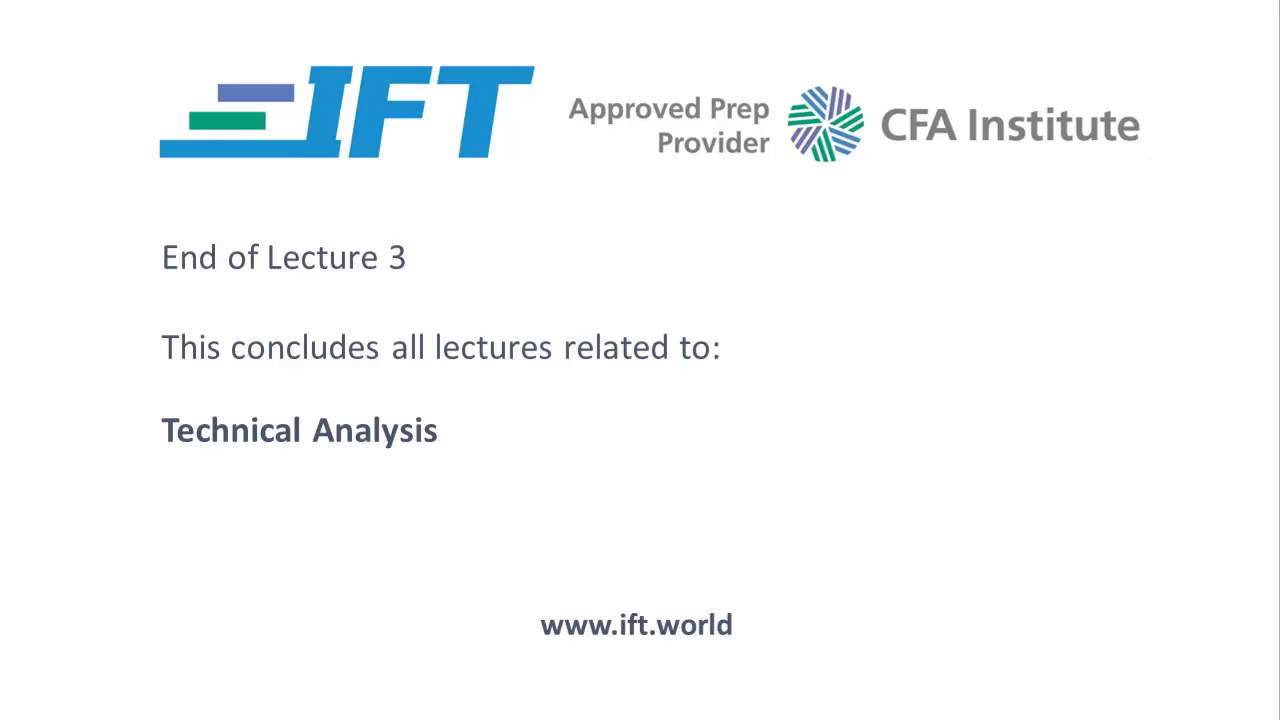 IFT
Approved Prep
Provider
CFA Institute
End of Lecture 3
This concludes all lectures related to:
Technical Analysis
www.ift.world